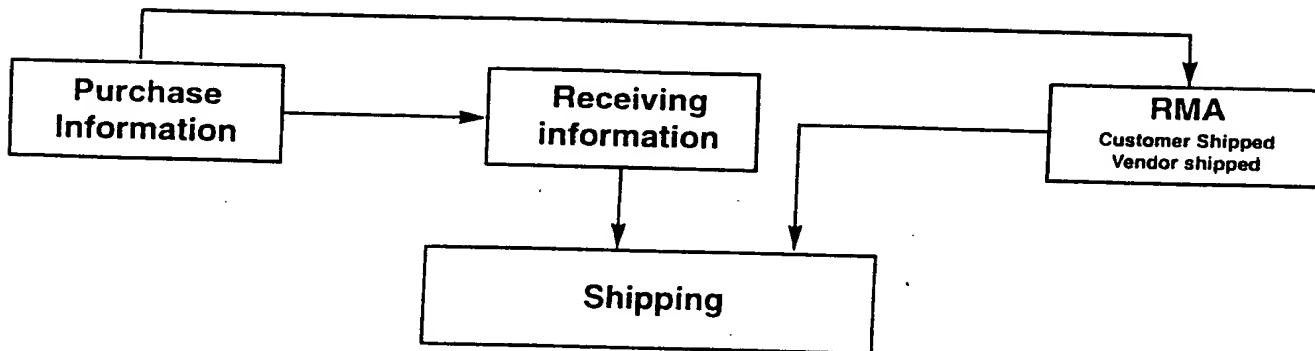 Purchase
Information
Receiving
information
RMA
Customer Shipped
Vendor shipped
Shipping